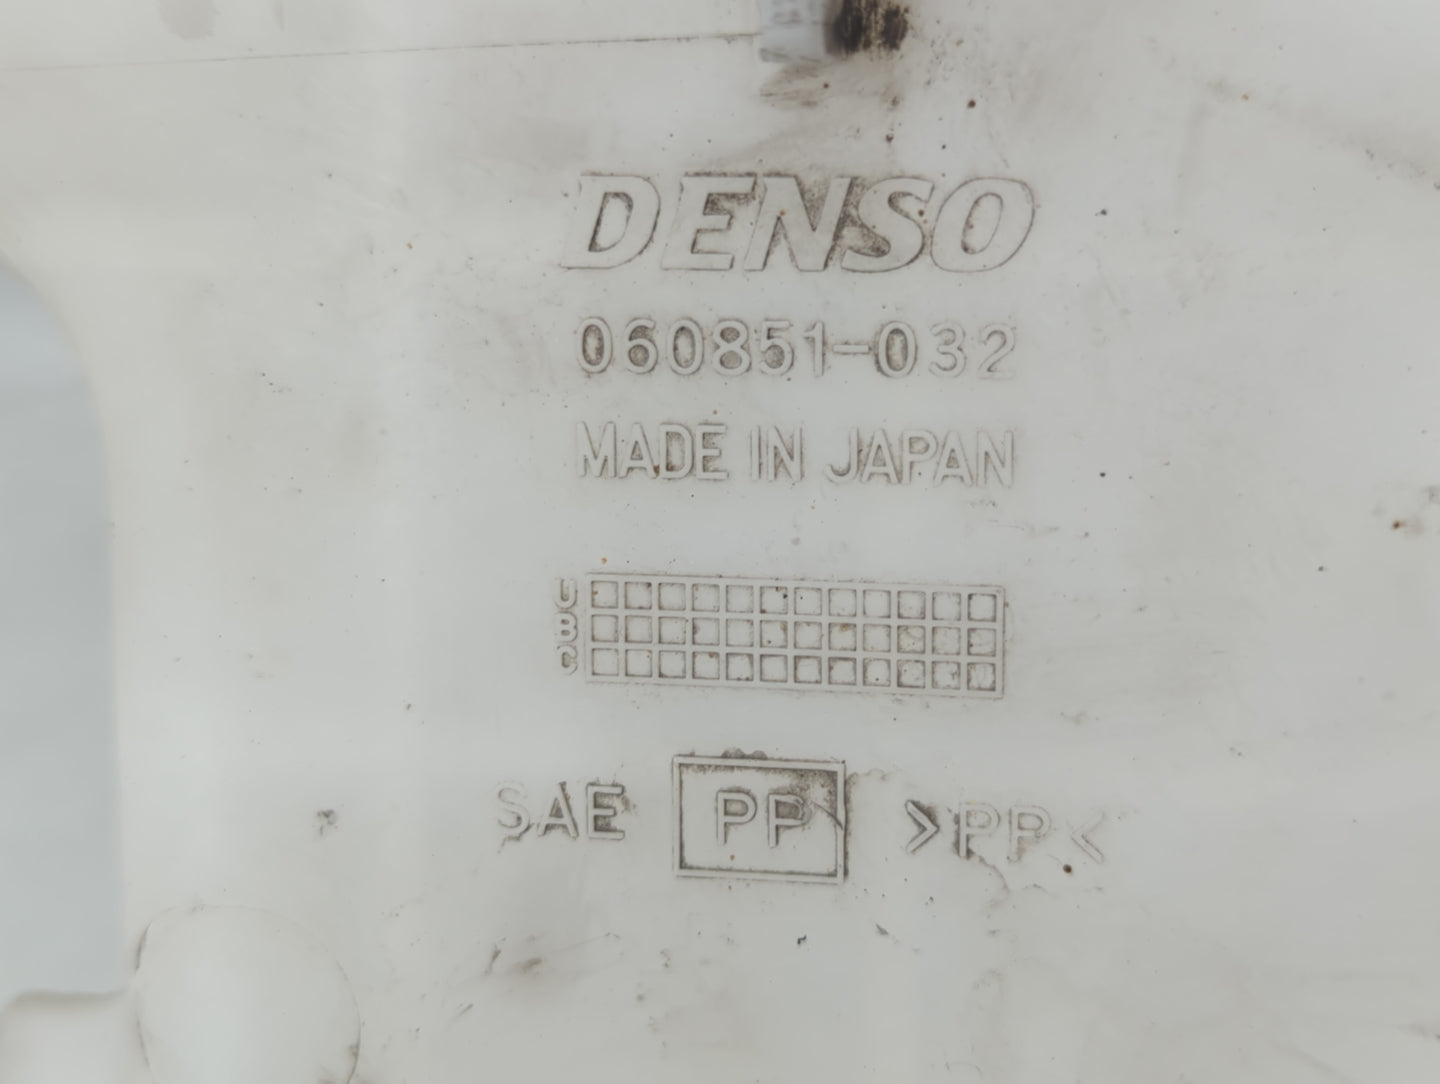 DENSO
060851-032
MADE IN JAPAN
U
B
C
SAE PP >PP<